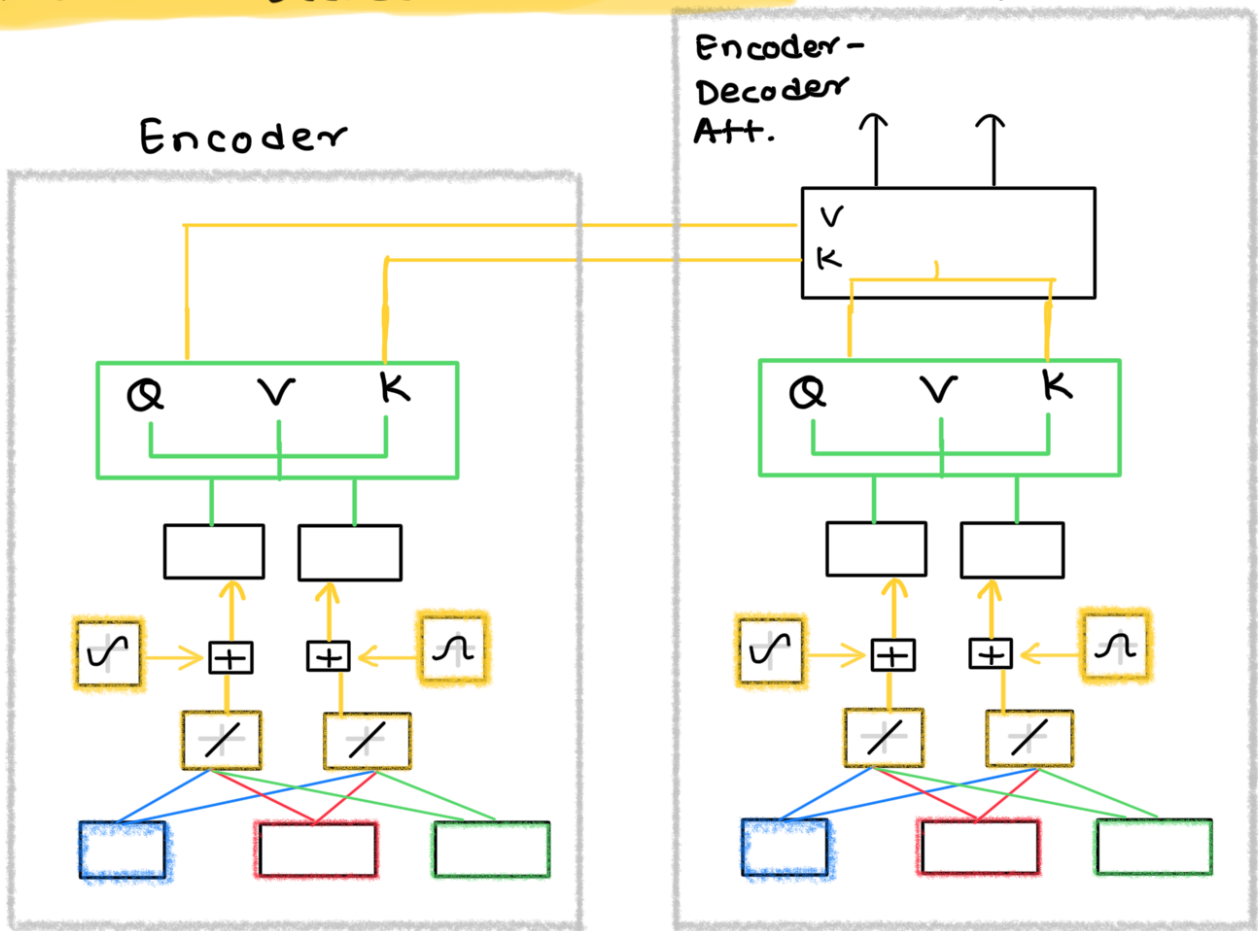 Encoder
Q V K
Encoder-
Decoder
Att.
V
K
Q V K